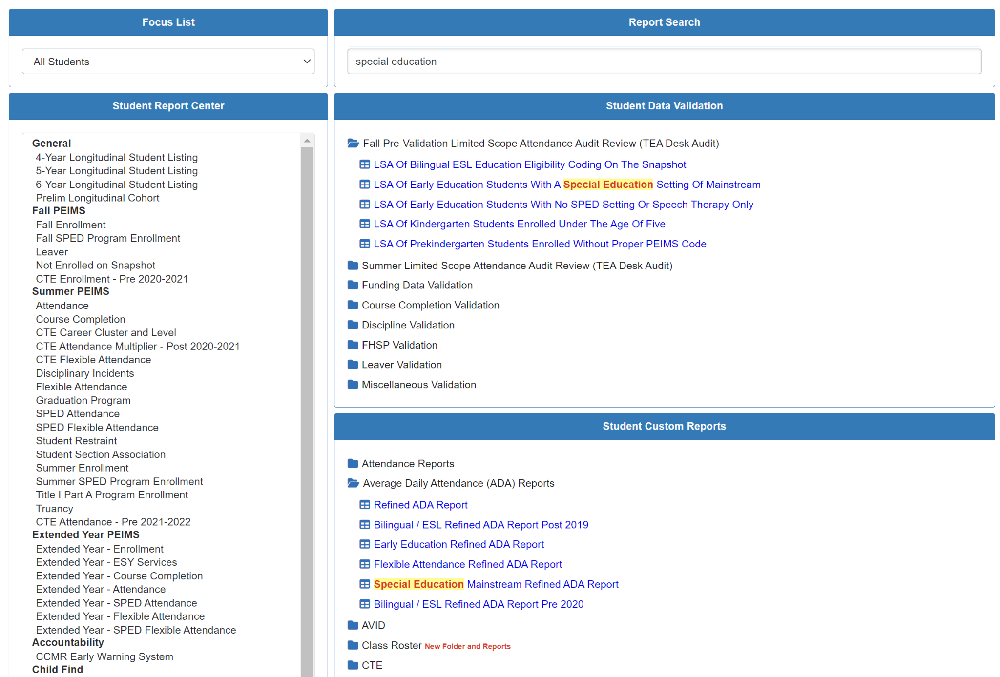 Focus List
All Students
Report Search
special education
Student Report Center
General
4-Year Longitudinal Student Listing
5-Year Longitudinal Student Listing
6-Year Longitudinal Student Listing
Prelim Longitudinal Cohort
Fall PEIMS
Fall Enrollment
Fall SPED Program Enrollment
Leaver
Not Enrolled on Snapshot
CTE Enrollment - Pre 2020-2021
Summer PEIMS
Attendance
Course Completion
CTE Career Cluster and Level
CTE Attendance Multiplier - Post 2020-2021
CTE Flexible Attendance
Disciplinary Incidents
Flexible Attendance
Graduation Program
SPED Attendance
SPED Flexible Attendance
Student Restraint
Student Section Association
Summer Enrollment
Summer SPED Program Enrollment
Title I Part A Program Enrollment
Truancy
CTE Attendance - Pre 2021-2022
Extended Year PEIMS
Extended Year - Enrollment
Extended Year - ESY Services
Extended Year - Course Completion
Extended Year - Attendance
Extended Year - SPED Attendance
Extended Year - Flexible Attendance
Extended Year - SPED Flexible Attendance
Accountability
CCMR Early Warning System
Child Find
Student Data Validation
Fall Pre-Validation Limited Scope Attendance Audit Review (TEA Desk Audit)
LSA Of Bilingual ESL Education Eligibility Coding On The Snapshot
LSA Of Early Education Students With A Special Education Setting Of Mainstream
LSA Of Early Education Students With No SPED Setting Or Speech Therapy Only
LSA Of Kindergarten Students Enrolled Under The Age Of Five
LSA Of Prekindergarten Students Enrolled Without Proper PEIMS Code
Summer Limited Scope Attendance Audit Review (TEA Desk Audit)
Funding Data Validation
Course Completion Validation
Discipline Validation
FHSP Validation
Leaver Validation
Miscellaneous Validation
Student Custom Reports
Attendance Reports
Average Daily Attendance (ADA) Reports
Refined ADA Report
Bilingual / ESL Refined ADA Report Post 2019
Early Education Refined ADA Report
Flexible Attendance Refined ADA Report
Special Education Mainstream Refined ADA Report
Bilingual / ESL Refined ADA Report Pre 2020
AVID
Class Roster New Folder and Reports
CTE